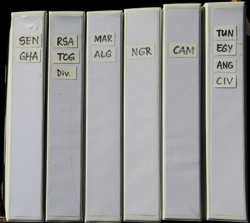 SEN
GHA
RSA
TOG
Div.
MAR
ALG
NGR
CAM
TUN
EGY
ANG
CIV